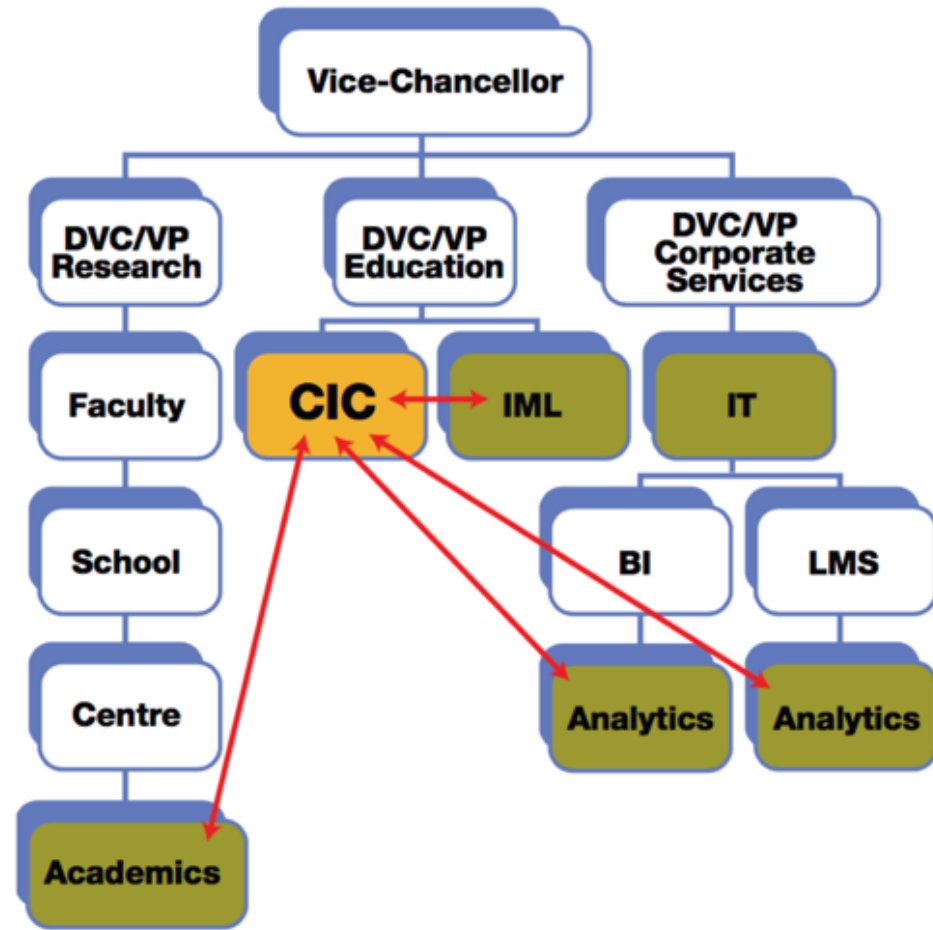 Vice-Chancellor
DVC/VP
Research
DVC/VP
Education
DVC/VP
Corporate
Services
Faculty
CIC
IML
IT
School
BI
LMS
Centre
Analytics
Analytics
Academics